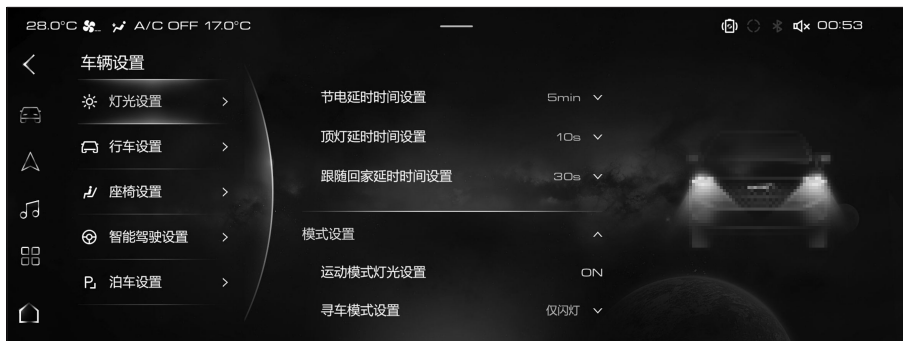 28.0°C A/C OFF 17.0°C 00:53
车辆设置
灯光设置
行车设置
座椅设置
智能驾驶设置
泊车设置
节电延时时间设置 5min
顶灯延时时间设置 10s
跟随回家延时时间设置 30s
模式设置
运动模式灯光设置 ON
寻车模式设置 仅闪灯